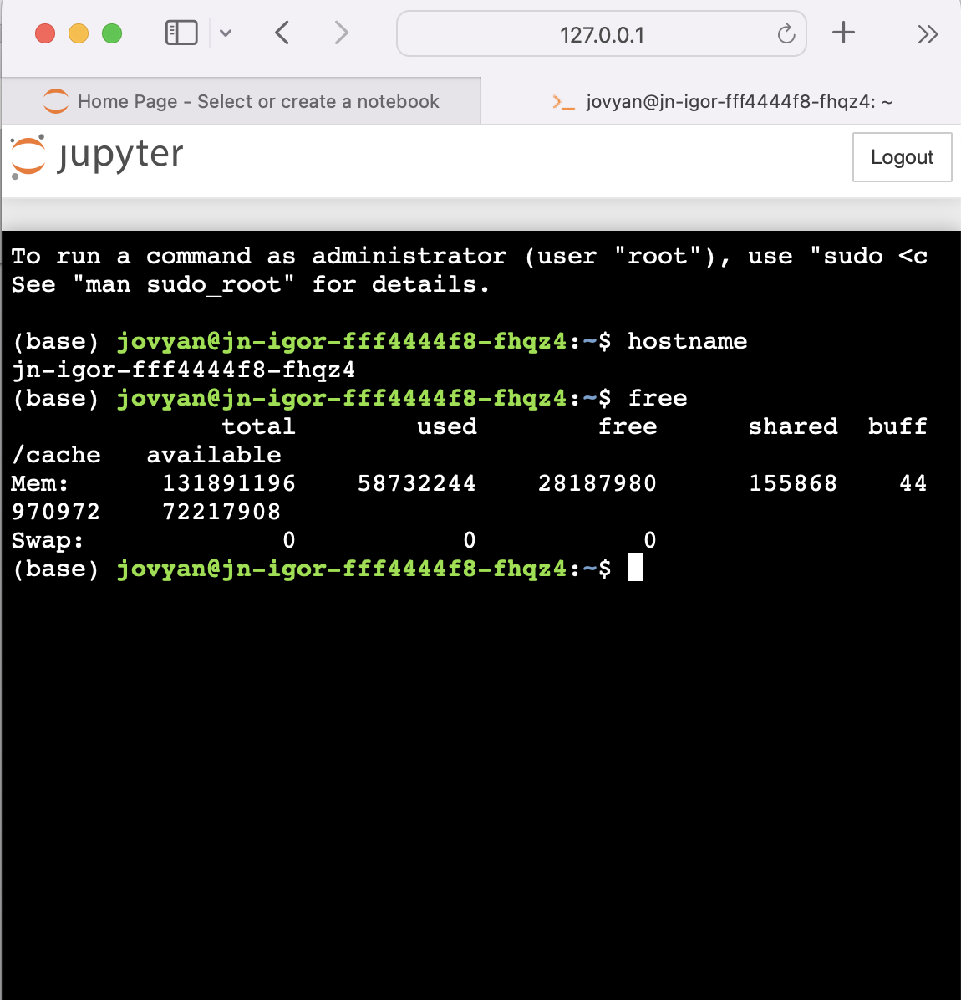 127.0.0.1
Home Page - Select or create a notebook
>_ jovyan@jn-igor-fff4444f8-fhqz4: ~
jupyter
Logout
To run a command as administrator (user "root"), use "sudo <c
See "man sudo_root" for details.
(base) jovyan@jn-igor-fff4444f8-fhqz4:~$ hostname
jn-igor-fff4444f8-fhqz4
(base) jovyan@jn-igor-fff4444f8-fhqz4:~$ free
total used free shared buff
/cache available
Mem: 131891196 58732244 28187980 155868 44
970972 72217908
Swap: 0 0 0
(base) jovyan@jn-igor-fff4444f8-fhqz4:~$